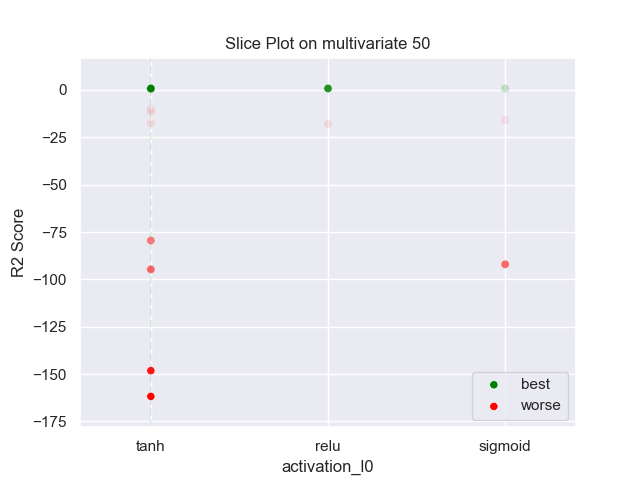 Slice Plot on multivariate 50
R2 Score
0
−25
−50
−75
−100
−125
−150
−175
best
worse
tanh
relu
sigmoid
activation_l0